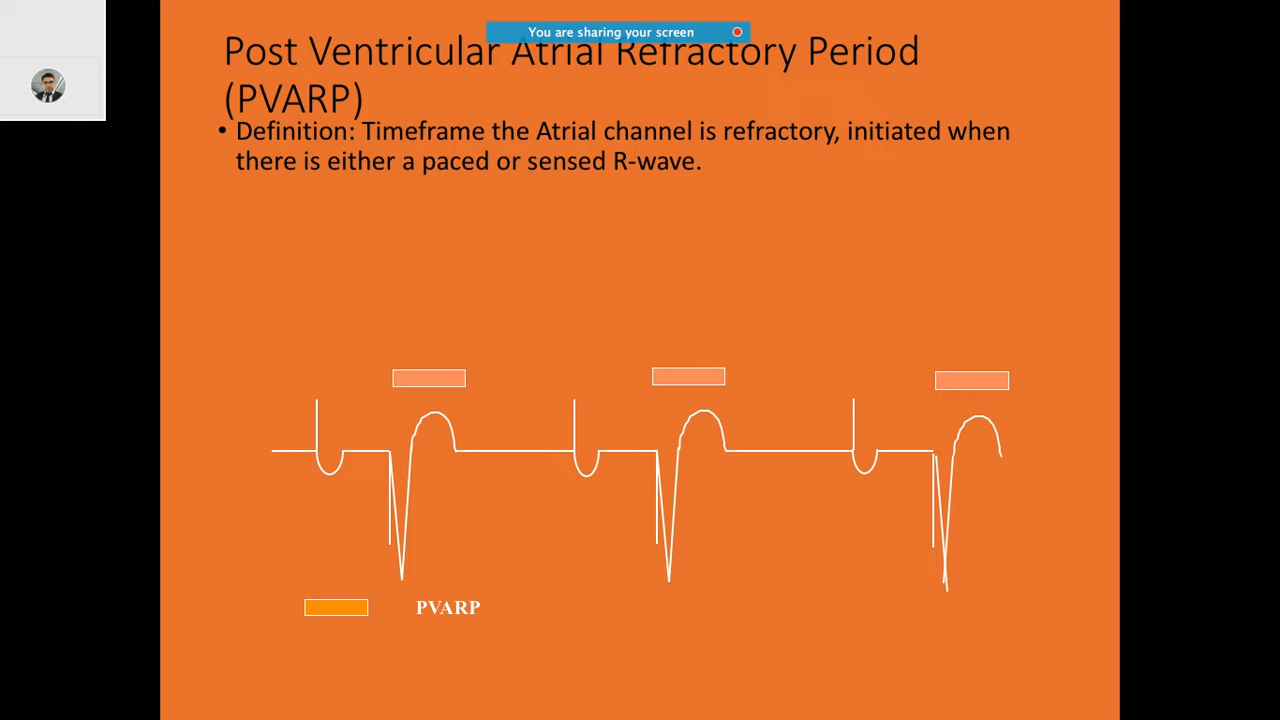 You are sharing your screen
Post Ventricular Atrial Refractory Period
(PVARP)
• Definition: Timeframe the Atrial channel is refractory, initiated when
there is either a paced or sensed R-wave.
PVARP